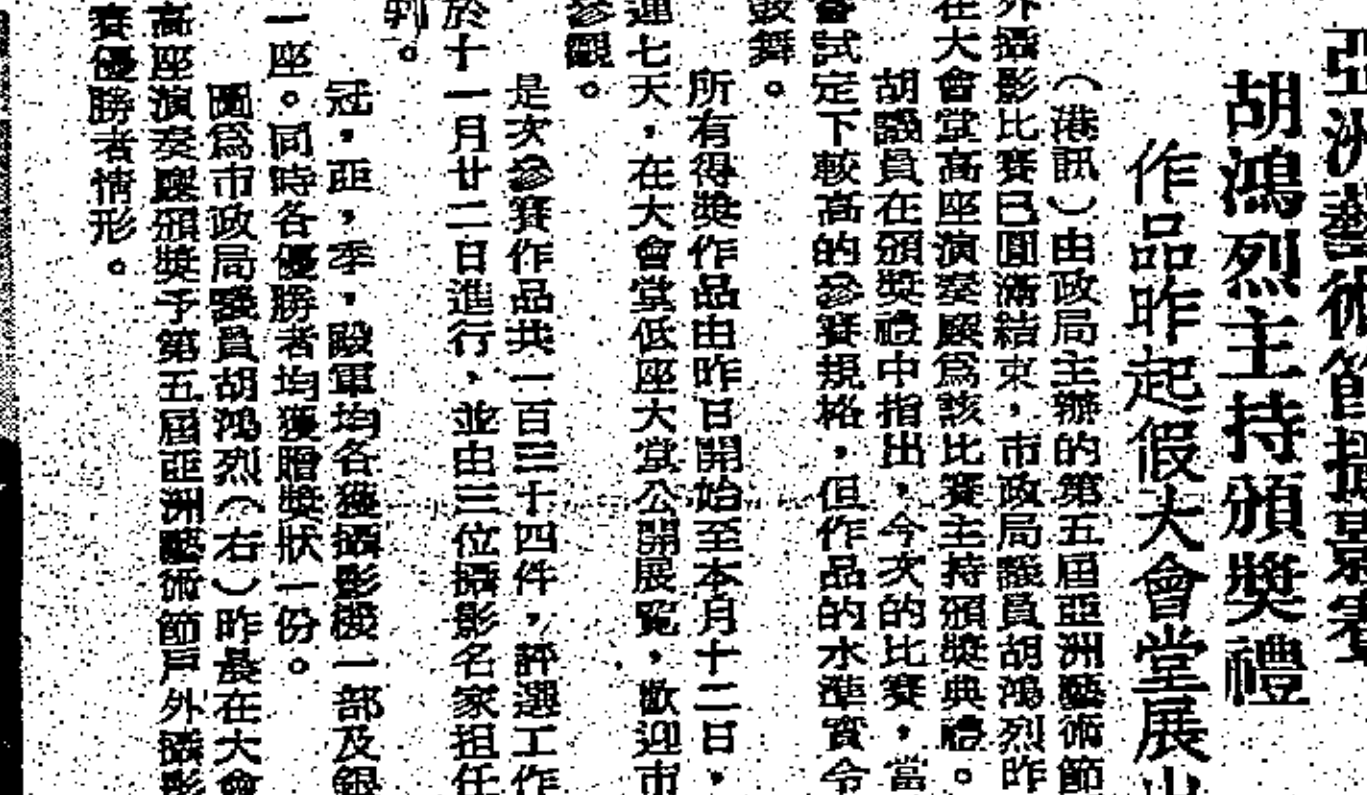 亞洲藝術節攝影賽
胡鴻烈主持頒獎禮
作品昨起假大會堂展出
（港訊）由政局主辦的第五屆亞洲藝術節
外攝影比賽已圓滿結束，市政局議員胡鴻烈昨
在大會堂高座演奏廳爲該比賽主持頒獎典禮。
胡議員在頒獎禮中指出，今次的比賽，當
會試定下較高的參賽規格，但作品的水準實令
鼓舞。
所有得獎作品由昨日開始至本月十二日，
連七天，在大會堂低座大堂公開展覧，歡迎市
參觀。
是次參賽作品共一百三十四件，評選工作
於十一月廿二日進行，並由三位攝影名家担任
判。
冠，亞，季，殿軍均各獲攝影機一部及銀
一座。同時各優勝者均獲贈獎狀一份。
圖爲市政局議員胡鴻烈（右）昨晨在大會
高座演奏廳頒獎予第五屆亞洲藝術節戶外攝影
賽優勝者情形。